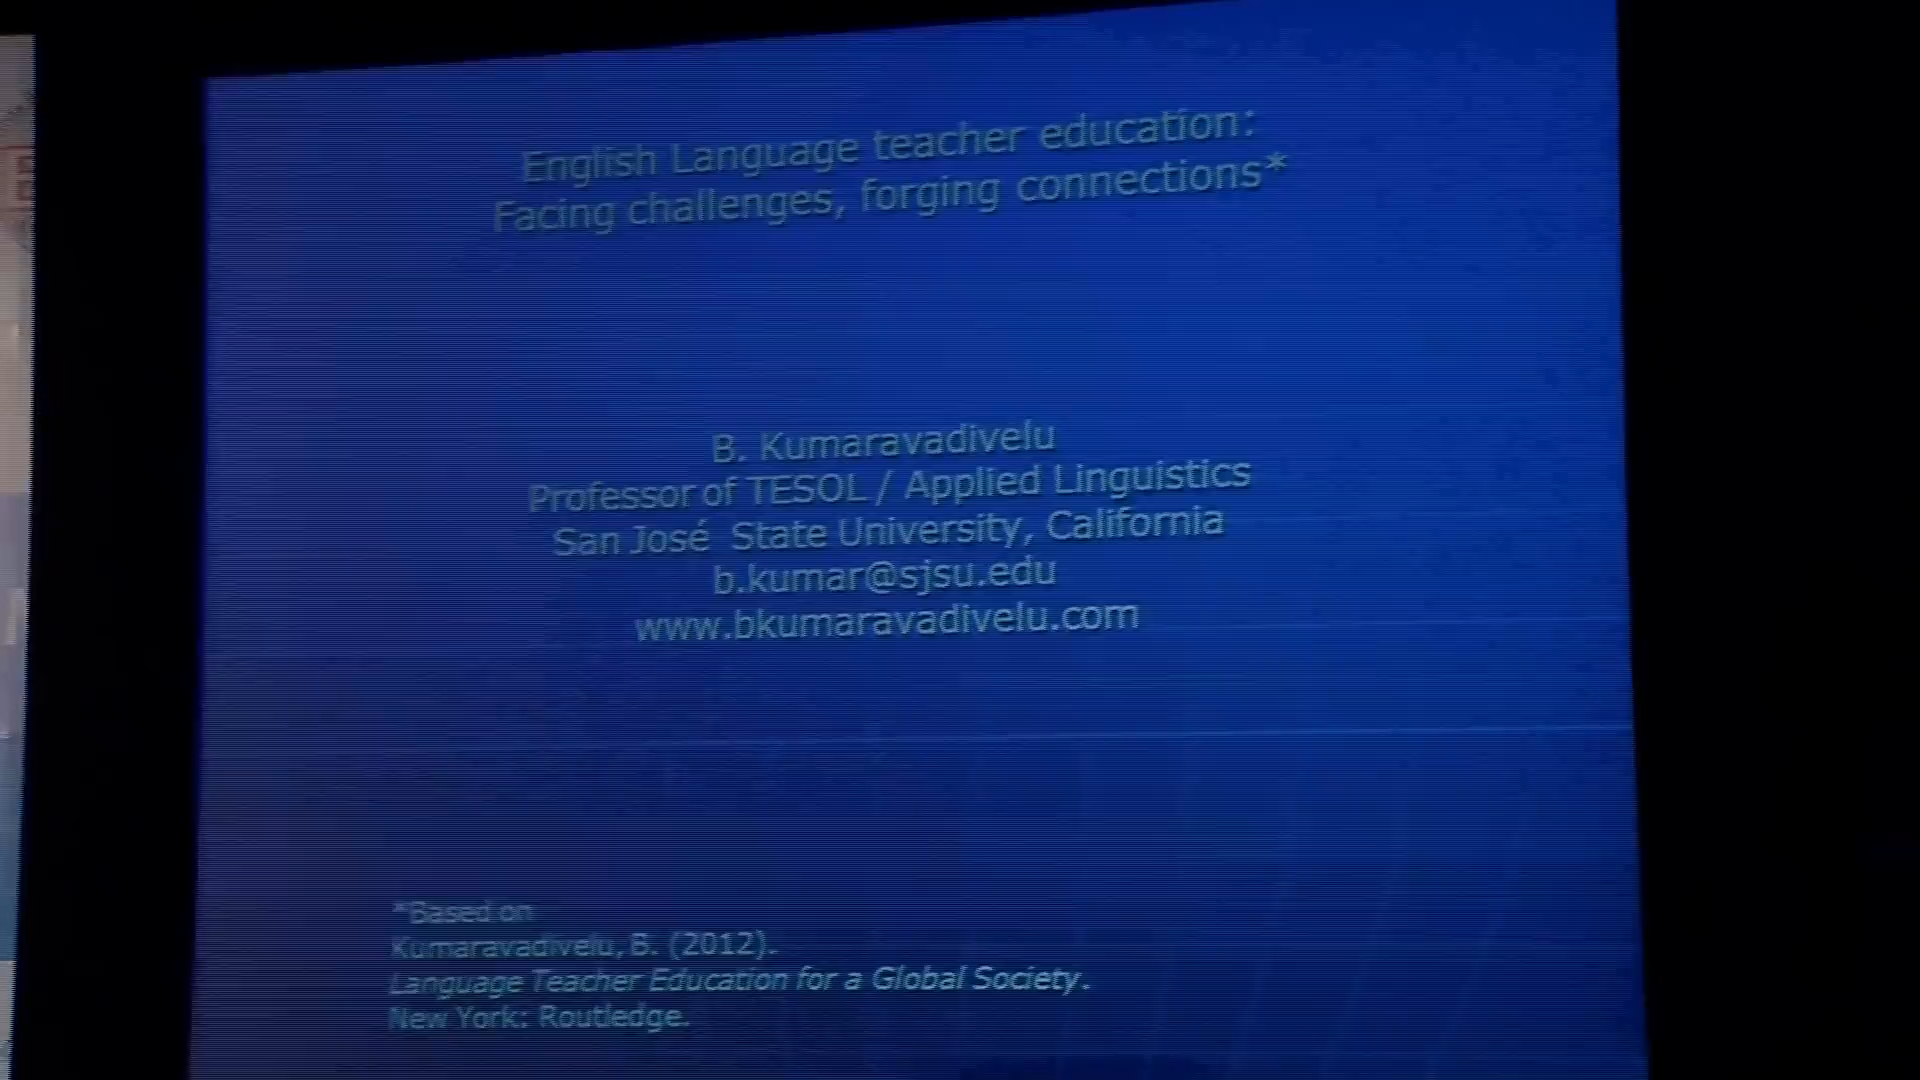 English Language teacher education:
Facing challenges, forging connections*
B. Kumaravadivelu
Professor of TESOL / Applied Linguistics
San José State University, California
b.kumar@sjsu.edu
www.bkumaravadivelu.com
*Based on
Kumaravadivelu, B. (2012).
Language Teacher Education for a Global Society.
New York: Routledge.